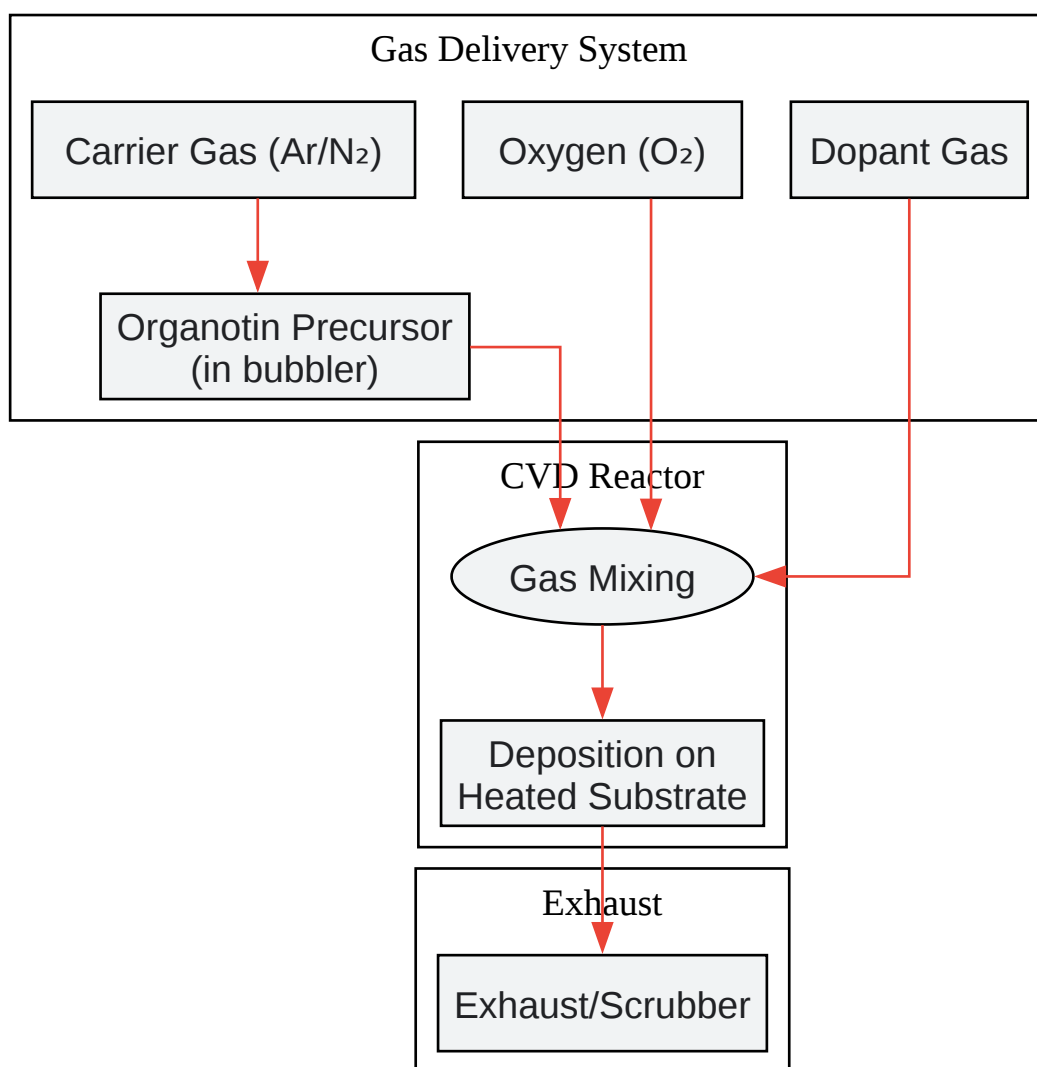 Gas Delivery System
Carrier Gas (Ar/N₂)
Oxygen (O₂)
Dopant Gas
Organotin Precursor
(in bubbler)
CVD Reactor
Gas Mixing
Deposition on
Heated Substrate
Exhaust
Exhaust/Scrubber